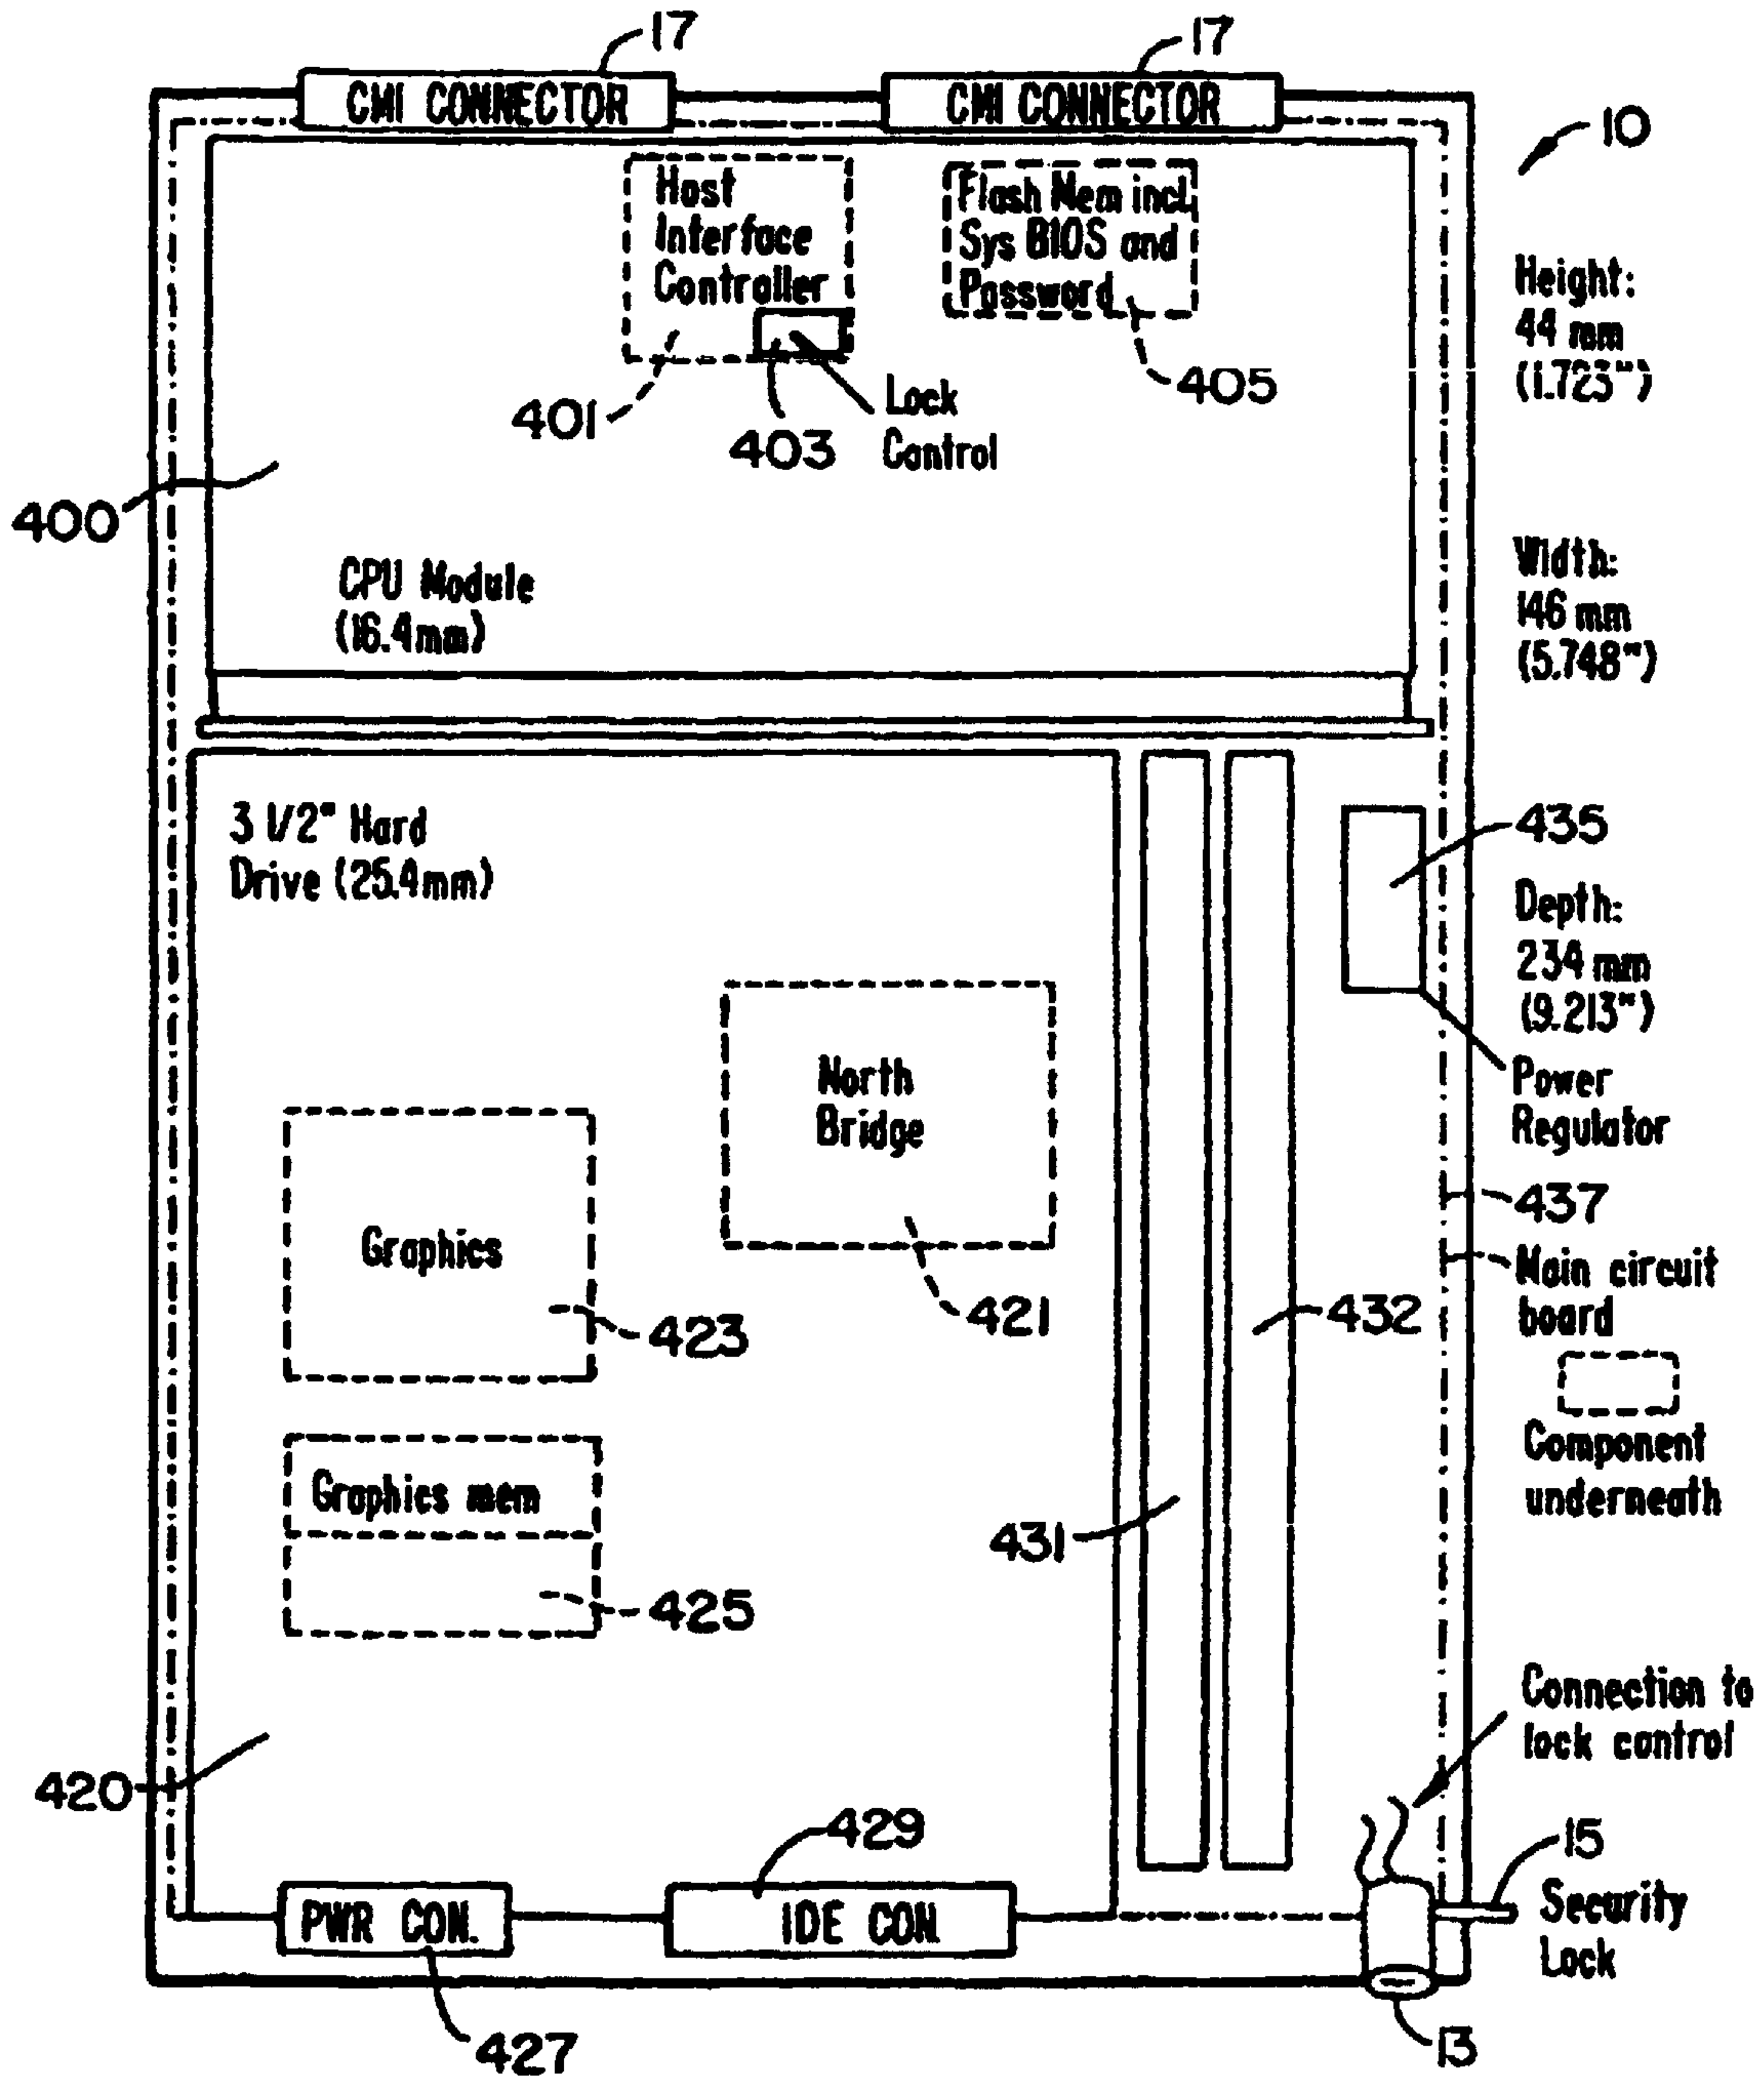 17
17
CMI CONNECTOR
CMI CONNECTOR
10
Host
Interface
Controller
Flash Mem incl.
Sys BIOS and
Password
Height:
44 mm
(1.723")
401
403
Lock
Control
405
400
CPU Module
(16.4mm)
Width:
146 mm
(5.748")
3 1/2" Hard
Drive (25.4mm)
435
Depth:
234 mm
(9.213")
North
Bridge
Power
Regulator
Graphics
423
421
432
437
Main circuit
board
Component
underneath
Graphics mem
431
425
Connection to
lock control
420
429
15
Security
Lock
PWR CON.
IDE CON.
427
13